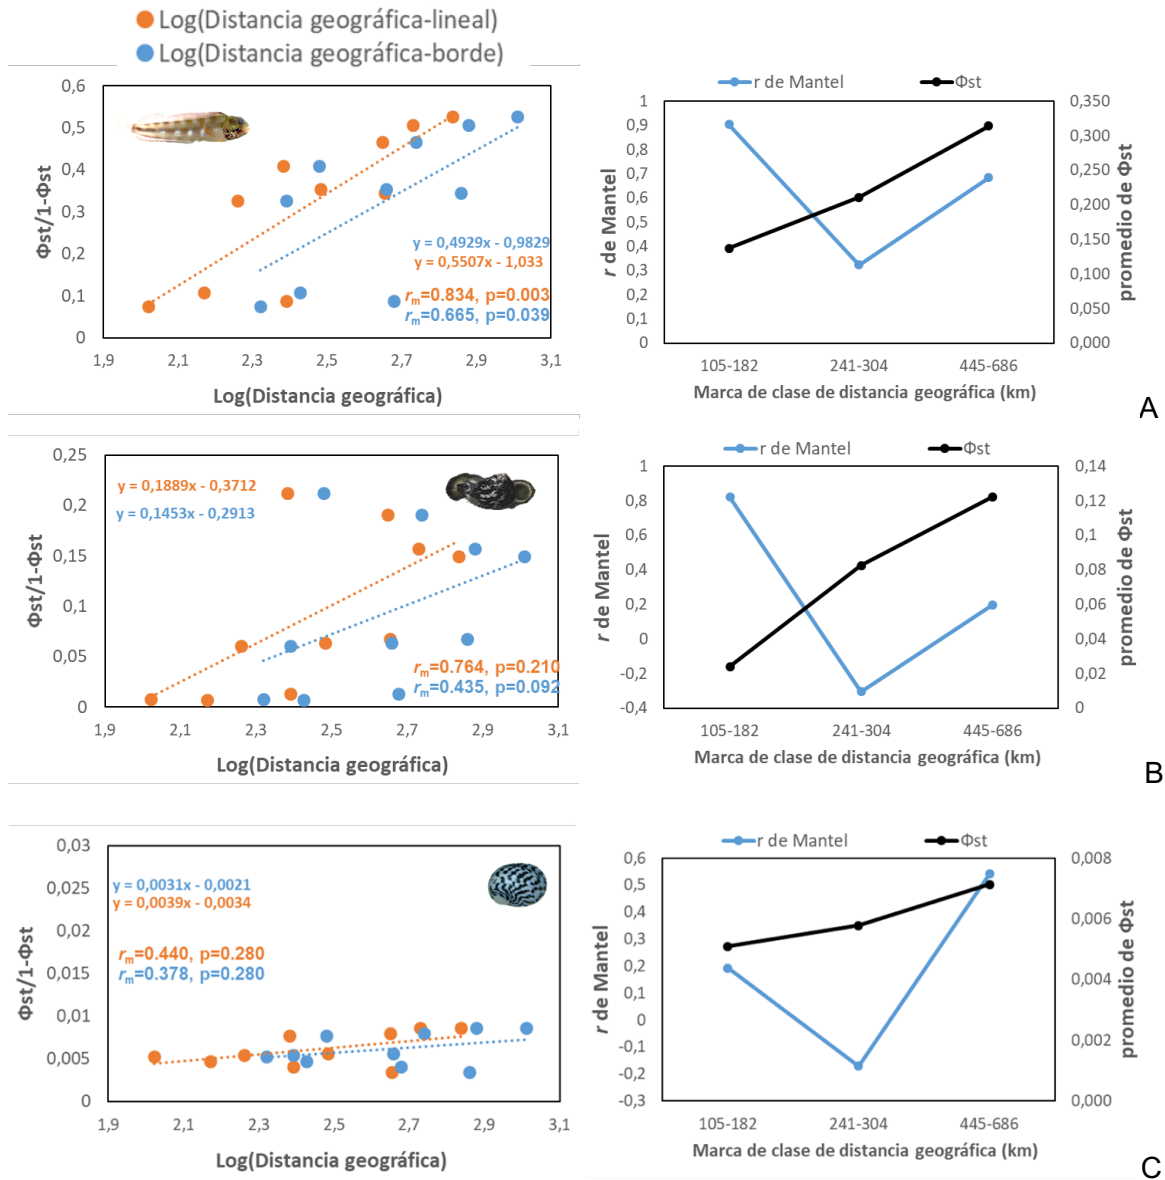 Log(Distancia geográfica-lineal)
Log(Distancia geográfica-borde)
0,6
0,5
0,4
0,3
0,2
0,1
0
Φst/1-Φst
y = 0,4929x - 0,9829
y = 0,5507x - 1,033
rm=0.834, p=0.003
rm=0.665, p=0.039
1,9 2,1 2,3 2,5 2,7 2,9 3,1
Log(Distancia geográfica)
r de Mantel Φst
1
0,9
0,8
0,7
0,6
0,5
0,4
0,3
0,2
0,1
0
r de Mantel
0,350
0,300
0,250
0,200
0,150
0,100
0,050
0,000
promedio de Φst
105-182 241-304 445-686
Marca de clase de distancia geográfica (km)
A
0,25
0,2
0,15
0,1
0,05
0
Φst/1-Φst
y = 0,1889x - 0,3712
y = 0,1453x - 0,2913
rm=0.764, p=0.210
rm=0.435, p=0.092
1,9 2,1 2,3 2,5 2,7 2,9 3,1
Log(Distancia geográfica)
r de Mantel Φst
1
0,8
0,6
0,4
0,2
0
-0,2
-0,4
r de Mantel
0,14
0,12
0,1
0,08
0,06
0,04
0,02
0
promedio de Φst
105-182 241-304 445-686
Marca de clase de distancia geográfica (km)
B
0,03
0,025
0,02
0,015
0,01
0,005
0
Φst/1-Φst
y = 0,0031x - 0,0021
y = 0,0039x - 0,0034
rm=0.440, p=0.280
rm=0.378, p=0.280
1,9 2,1 2,3 2,5 2,7 2,9 3,1
Log(Distancia geográfica)
r de Mantel Φst
0,6
0,5
0,4
0,3
0,2
0,1
0
-0,1
-0,2
-0,3
r de Mantel
0,008
0,006
0,004
0,002
0,000
promedio de Φst
105-182 241-304 445-686
Marca de clase de distancia geográfica (km)
C